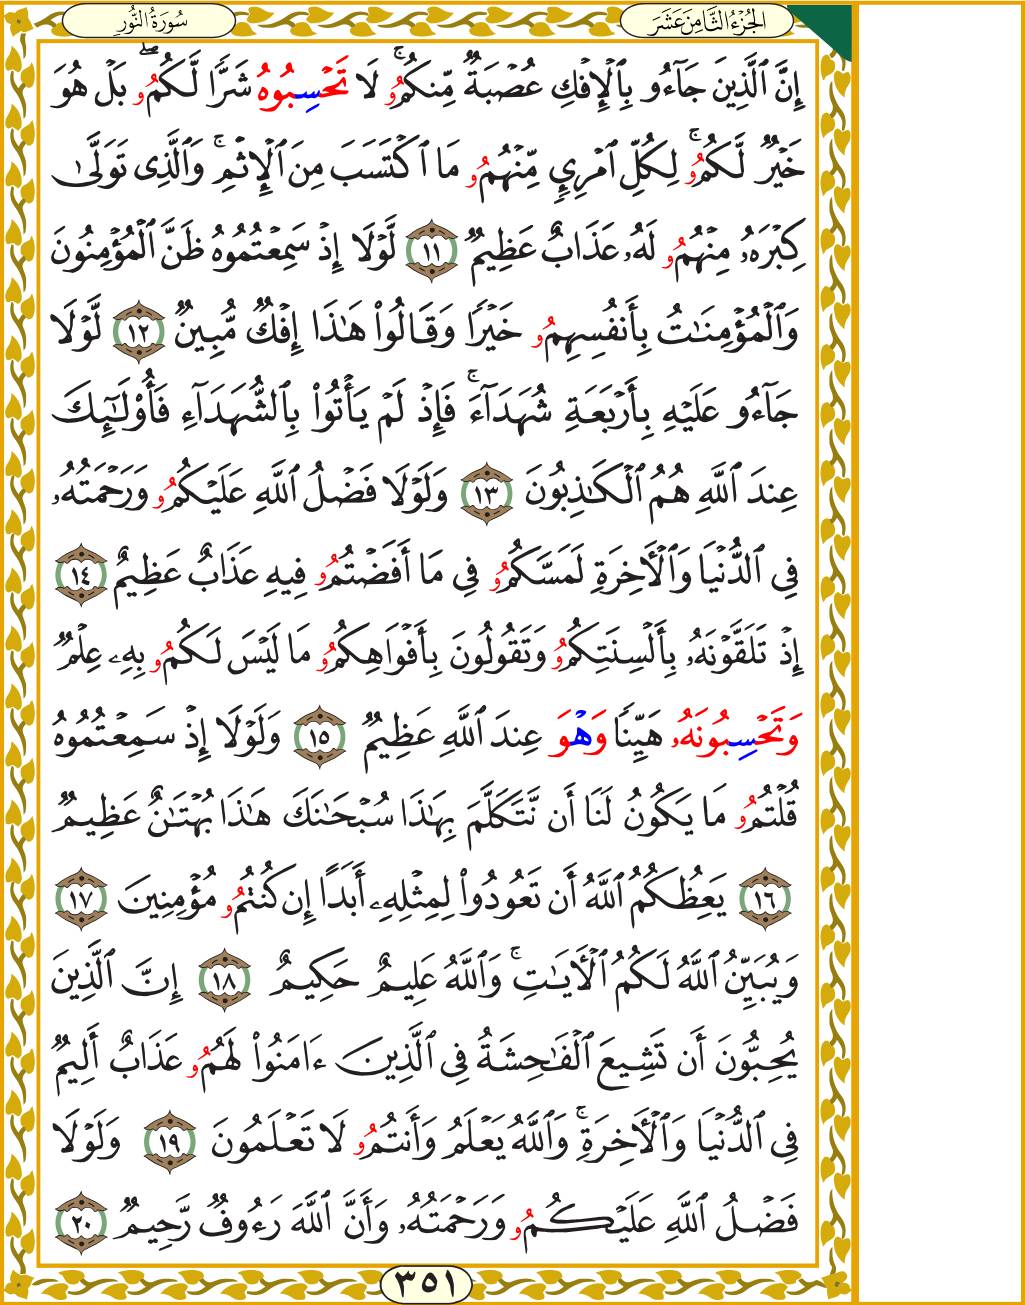 الجُزْءُ الثَّامِنَ عَشَرَ
سُورَةُ النُّورِ
إِنَّ ٱلَّذِينَ جَآءُو بِٱلْإِفْكِ عُصْبَةٌ مِّنكُمُۥۚ لَا تَحْسِبُوهُ شَرًّا لَّكُمُۥۖ بَلْ هُوَ
خَيْرٌ لَّكُمُۥۚ لِكُلِّ ٱمْرِيٍٕ مِّنْهُمُۥ مَا ٱكْتَسَبَ مِنَ ٱلْإِثْمِۚ وَٱلَّذِى تَوَلَّىٰ
كِبْرَهُۥ مِنْهُمُۥ لَهُۥ عَذَابٌ عَظِيمٌ ١١ لَّوْلَا إِذْ سَمِعْتُمُوهُ ظَنَّ ٱلْمُؤْمِنُونَ
وَٱلْمُؤْمِنَٰتُ بِأَنفُسِهِمُۥ خَيْرًا وَقَالُوا۟ هَٰذَا إِفْكٌ مُّبِينٌ ١٢ لَّوْلَا
جَآءُو عَلَيْهِ بِأَرْبَعَةِ شُهَدَآءَۚ فَإِذْ لَمْ يَأْتُوا۟ بِٱلشُّهَدَآءِ فَأُو۟لَٰٓئِكَ
عِندَ ٱللَّهِ هُمُ ٱلْكَٰذِبُونَ ١٣ وَلَوْلَا فَضْلُ ٱللَّهِ عَلَيْكُمُۥ وَرَحْمَتُهُۥ
فِى ٱلدُّنْيَا وَٱلْأَخِرَةِ لَمَسَّكُمُۥ فِى مَا أَفَضْتُمُۥ فِيهِ عَذَابٌ عَظِيمٌ ١٤
إِذْ تَلَقَّوْنَهُۥ بِأَلْسِنَتِكُمُۥ وَتَقُولُونَ بِأَفْوَاهِكُمُۥ مَا لَيْسَ لَكُمُۥ بِهِۦ عِلْمٌ
وَتَحْسِبُونَهُۥ هَيِّنًا وَهْوَ عِندَ ٱللَّهِ عَظِيمٌ ١٥ وَلَوْلَا إِذْ سَمِعْتُمُوهُ
قُلْتُمُۥ مَا يَكُونُ لَنَا أَن نَّتَكَلَّمَ بِهَٰذَا سُبْحَٰنَكَ هَٰذَا بُهْتَٰنٌ عَظِيمٌ
١٦ يَعِظُكُمُ ٱللَّهُ أَن تَعُودُوا۟ لِمِثْلِهِۦ أَبَدًا إِن كُنتُمُۥ مُؤْمِنِينَ ١٧
وَيُبَيِّنُ ٱللَّهُ لَكُمُ ٱلْأَيَٰتِۚ وَٱللَّهُ عَلِيمٌ حَكِيمٌ ١٨ إِنَّ ٱلَّذِينَ
يُحِبُّونَ أَن تَشِيعَ ٱلْفَٰحِشَةُ فِى ٱلَّذِينَ ءَامَنُوا۟ لَهُمُۥ عَذَابٌ أَلِيمٌ
فِى ٱلدُّنْيَا وَٱلْأَخِرَةِۚ وَٱللَّهُ يَعْلَمُ وَأَنتُمُۥ لَا تَعْلَمُونَ ١٩ وَلَوْلَا
فَضْلُ ٱللَّهِ عَلَيْكُمُۥ وَرَحْمَتُهُۥ وَأَنَّ ٱللَّهَ رَءُوفٌ رَّحِيمٌ ٢٠
٣٥١